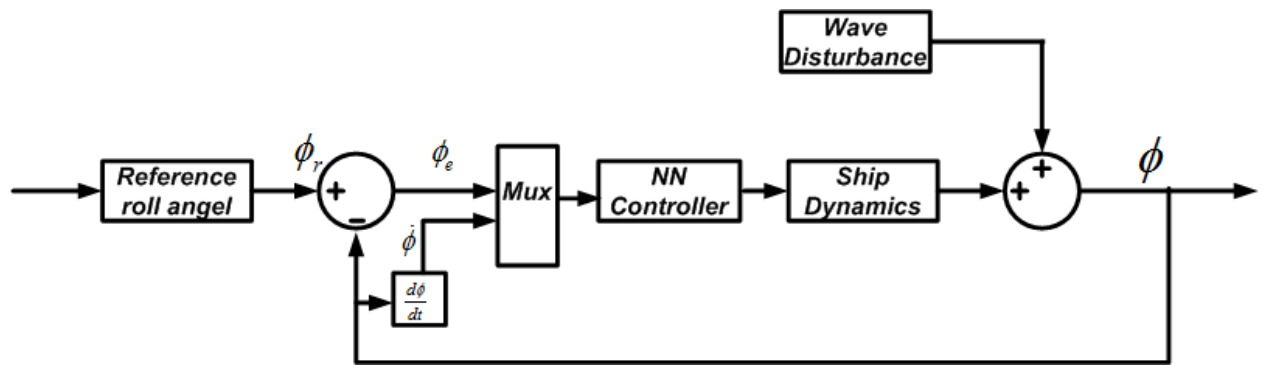 Wave
Disturbance
Reference
roll angel
ϕr
+
−
ϕe
ϕ̇
dϕ
dt
Mux
NN
Controller
Ship
Dynamics
+
+
ϕ